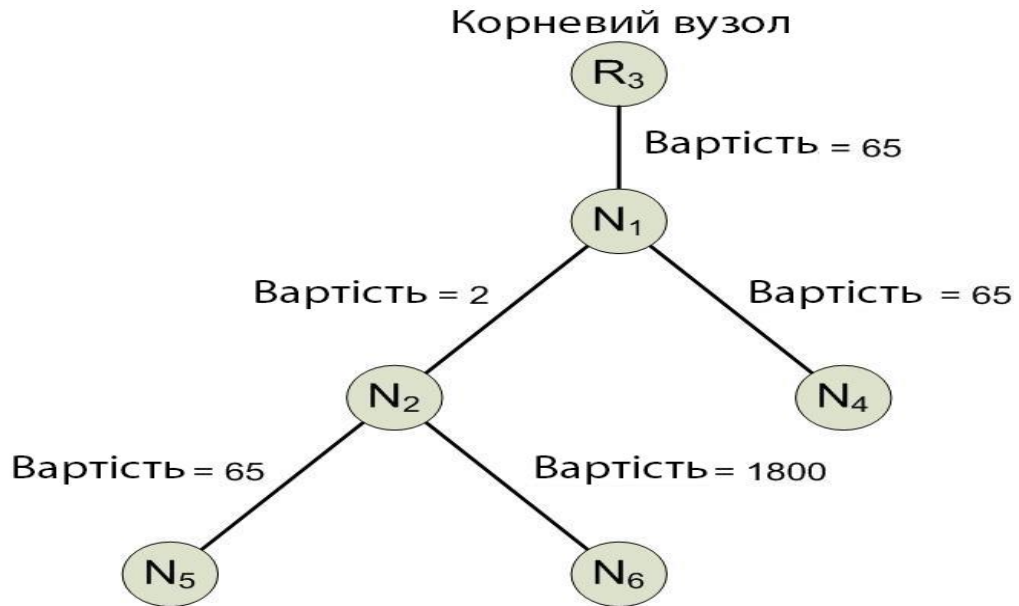 Корневий вузол
R3
Вартість = 65
N1
Вартість = 2
Вартість = 65
N2
N4
Вартість = 65
Вартість = 1800
N5
N6